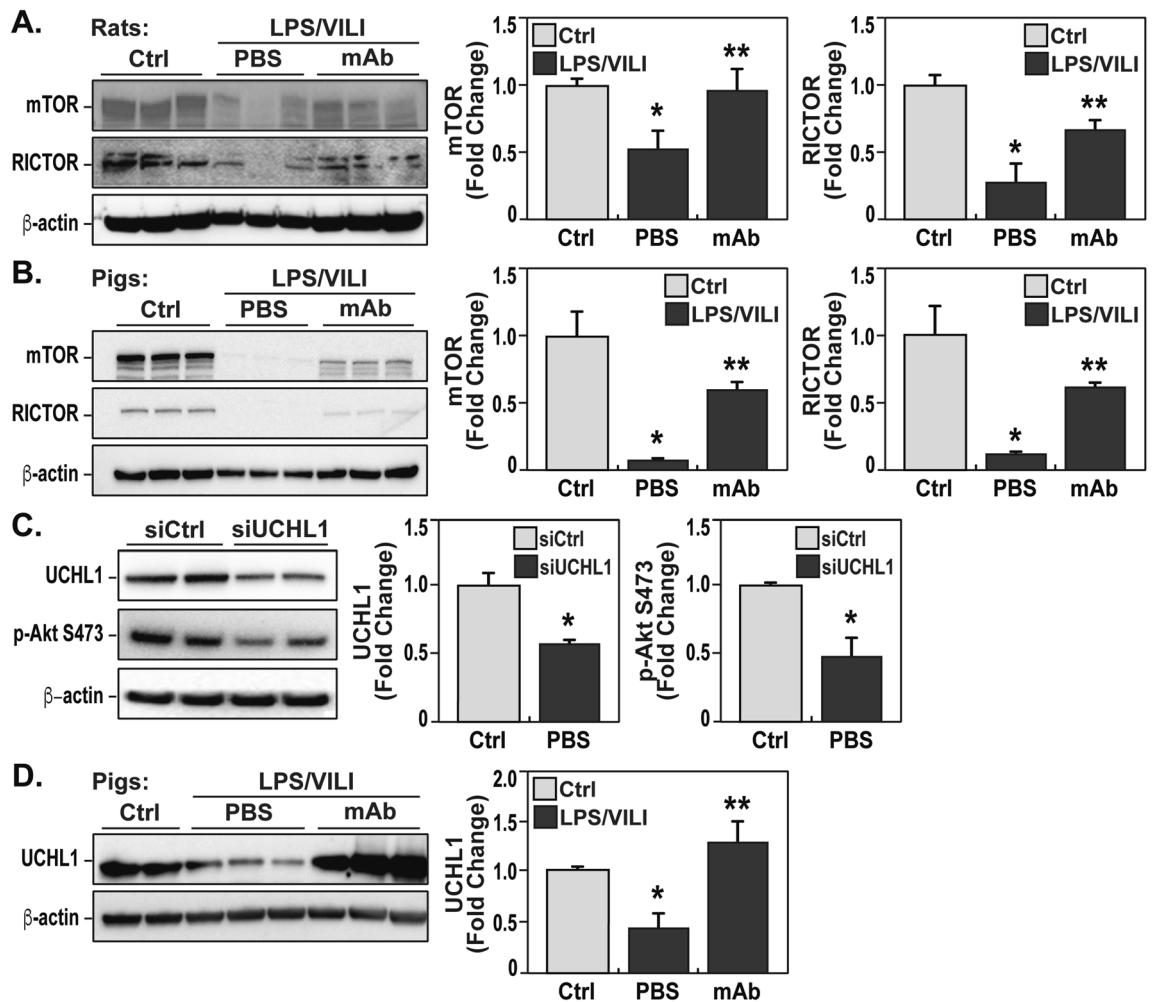 A. Rats: LPS/VILI
Ctrl PBS mAb
mTOR
RICTOR
β-actin
mTOR
(Fold Change)
1.5
1.0
0.5
0
Ctrl
LPS/VILI
*
**
Ctrl PBS mAb
RICTOR
(Fold Change)
1.5
1.0
0.5
0
Ctrl
LPS/VILI
*
**
Ctrl PBS mAb
B. Pigs: LPS/VILI
Ctrl PBS mAb
mTOR
RICTOR
β-actin
mTOR
(Fold Change)
1.5
1.0
0.5
0
Ctrl
LPS/VILI
*
**
Ctrl PBS mAb
RICTOR
(Fold Change)
1.5
1.0
0.5
0
Ctrl
LPS/VILI
*
**
Ctrl PBS mAb
C.
siCtrl siUCHL1
UCHL1
p-Akt S473
β–actin
UCHL1
(Fold Change)
1.5
1.0
0.5
0
siCtrl
siUCHL1
*
Ctrl PBS
p-Akt S473
(Fold Change)
1.5
1.0
0.5
0
siCtrl
siUCHL1
*
Ctrl PBS
D. Pigs: LPS/VILI
Ctrl PBS mAb
UCHL1
β-actin
UCHL1
(Fold Change)
2.0
1.5
1.0
0.5
0
Ctrl
LPS/VILI
*
**
Ctrl PBS mAb